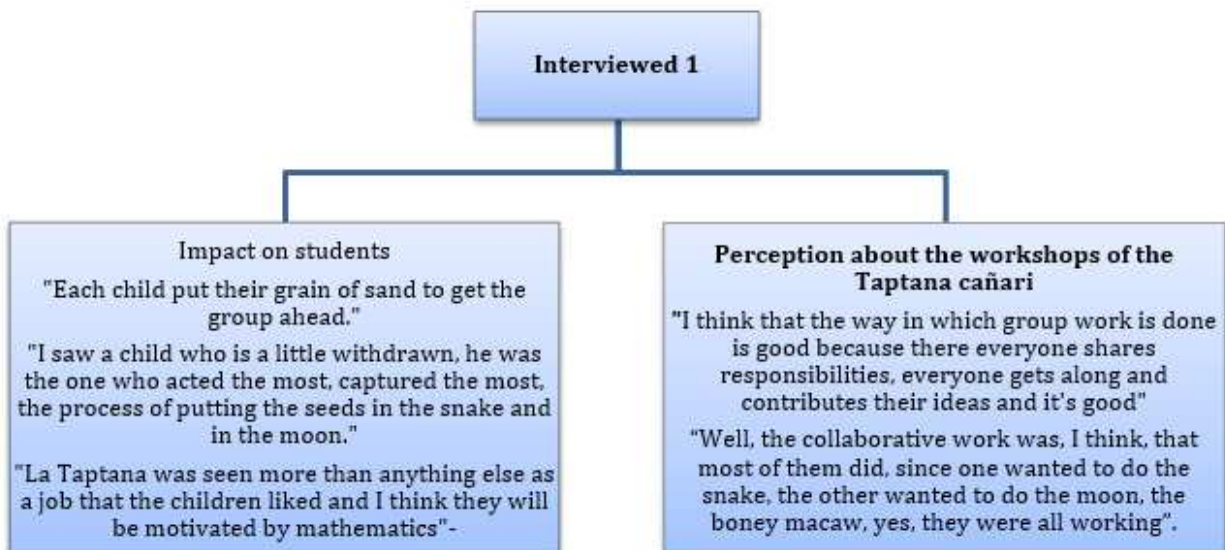 Interviewed 1
Impact on students
"Each child put their grain of sand to get the
group ahead."
"I saw a child who is a little withdrawn, he was
the one who acted the most, captured the most,
the process of putting the seeds in the snake and
in the moon."
"La Taptana was seen more than anything else as
a job that the children liked and I think they will
be motivated by mathematics"-
Perception about the workshops of the
Taptana cañari
"I think that the way in which group work is done
is good because there everyone shares
responsibilities, everyone gets along and
contributes their ideas and it's good"
“Well, the collaborative work was, I think, that
most of them did, since one wanted to do the
snake, the other wanted to do the moon, the
boney macaw, yes, they were all working”.